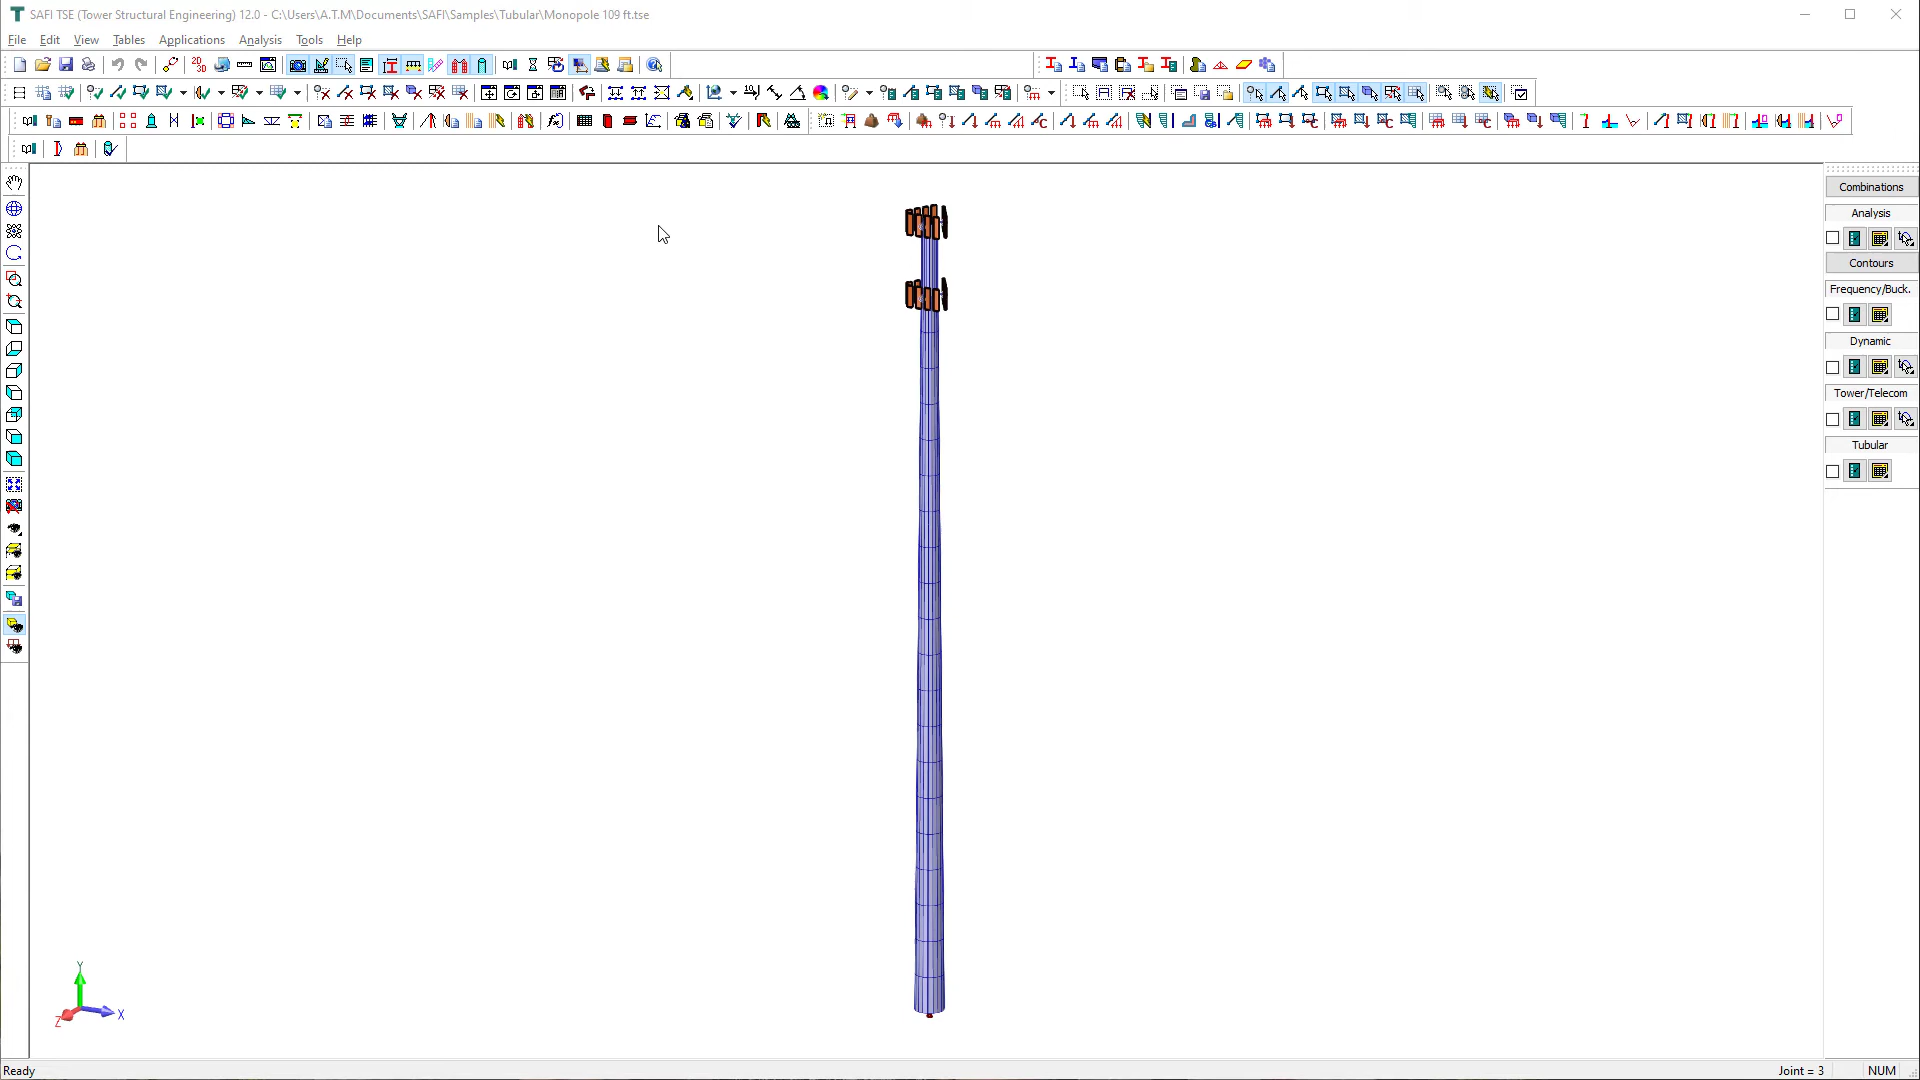 SAFI TSE (Tower Structural Engineering) 12.0 - C:\Users\A.T.M\Documents\SAFI\Samples\Tubular\Monopole 109 ft.tse
File Edit View Tables Applications Analysis Tools Help
Combinations
Analysis
Contours
Frequency/Buck.
Dynamic
Tower/Telecom
Tubular
Y
X
Z
Ready
Joint = 3
NUM